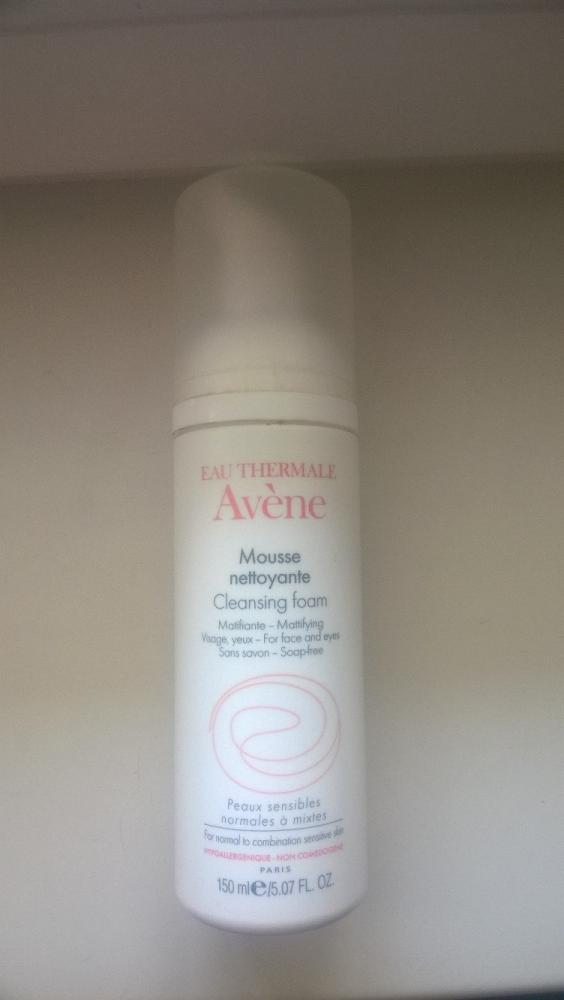 EAU THERMALE
Avène
Mousse
nettoyante
Cleansing foam
Matifiante – Mattifying
Visage, yeux – For face and eyes
Sans savon – Soap-free
Peaux sensibles
normales à mixtes
For normal to combination sensitive skin
HYPOALLERGENIQUE - NON COMEDOGENE
PARIS
150 ml e/5.07 FL. OZ.